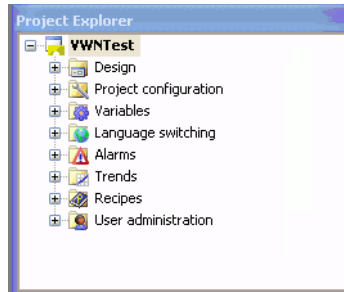 Project Explorer
VWNTest
Design
Project configuration
Variables
Language switching
Alarms
Trends
Recipes
User administration